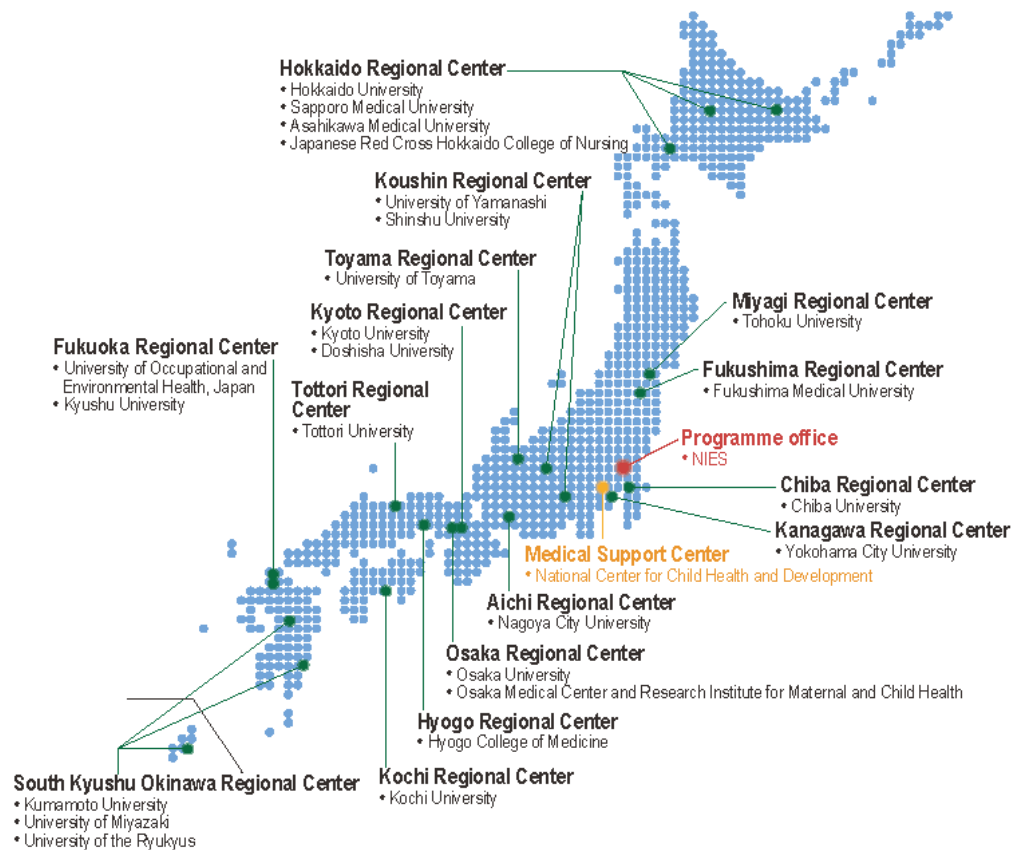 Hokkaido Regional Center
• Hokkaido University
• Sapporo Medical University
• Asahikawa Medical University
• Japanese Red Cross Hokkaido College of Nursing
Koushin Regional Center
• University of Yamanashi
• Shinshu University
Toyama Regional Center
• University of Toyama
Kyoto Regional Center
• Kyoto University
• Doshisha University
Miyagi Regional Center
• Tohoku University
Fukuoka Regional Center
• University of Occupational and
Environmental Health, Japan
• Kyushu University
Tottori Regional
Center
• Tottori University
Fukushima Regional Center
• Fukushima Medical University
Programme office
• NIES
Chiba Regional Center
• Chiba University
Kanagawa Regional Center
• Yokohama City University
Medical Support Center
• National Center for Child Health and Development
Aichi Regional Center
• Nagoya City University
Osaka Regional Center
• Osaka University
• Osaka Medical Center and Research Institute for Maternal and Child Health
Hyogo Regional Center
• Hyogo College of Medicine
Kochi Regional Center
• Kochi University
South Kyushu Okinawa Regional Center
• Kumamoto University
• University of Miyazaki
• University of the Ryukyus